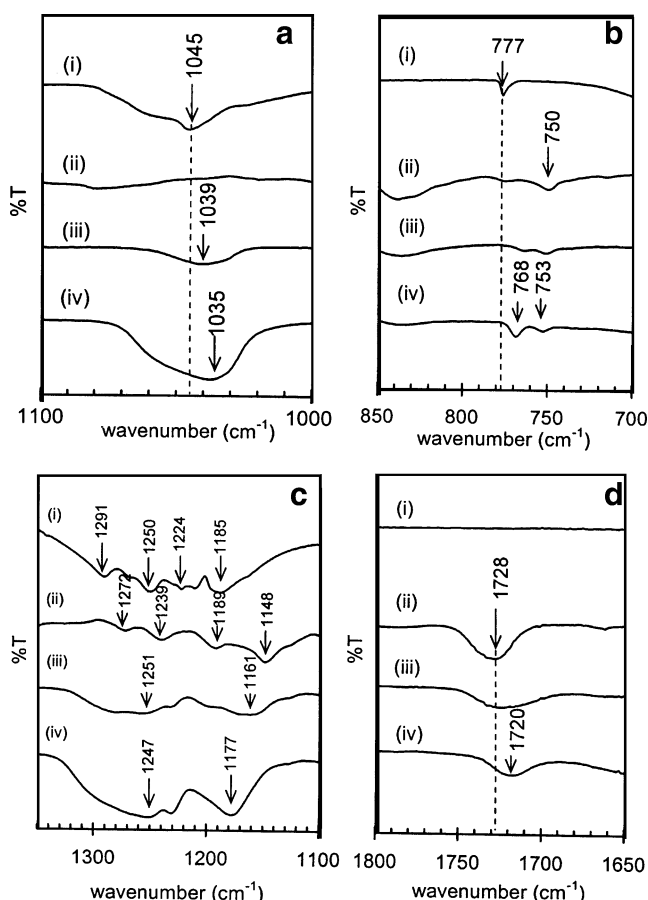 a
(i)
1045
(ii)
1039
(iii)
(iv)
1035
%T
1100
1000
wavenumber (cm-1)
b
(i)
777
750
(ii)
(iii)
768
753
(iv)
%T
850
800
750
700
wavenumber (cm-1)
c
(i)
1291
1250
1224
1185
(ii)
1272
1239
1189
1148
(iii)
1251
1161
(iv)
1247
1177
%T
1300
1200
1100
wavenumber (cm-1)
d
(i)
1728
(ii)
(iii)
(iv)
1720
%T
1800
1750
1700
1650
wavenumber (cm-1)